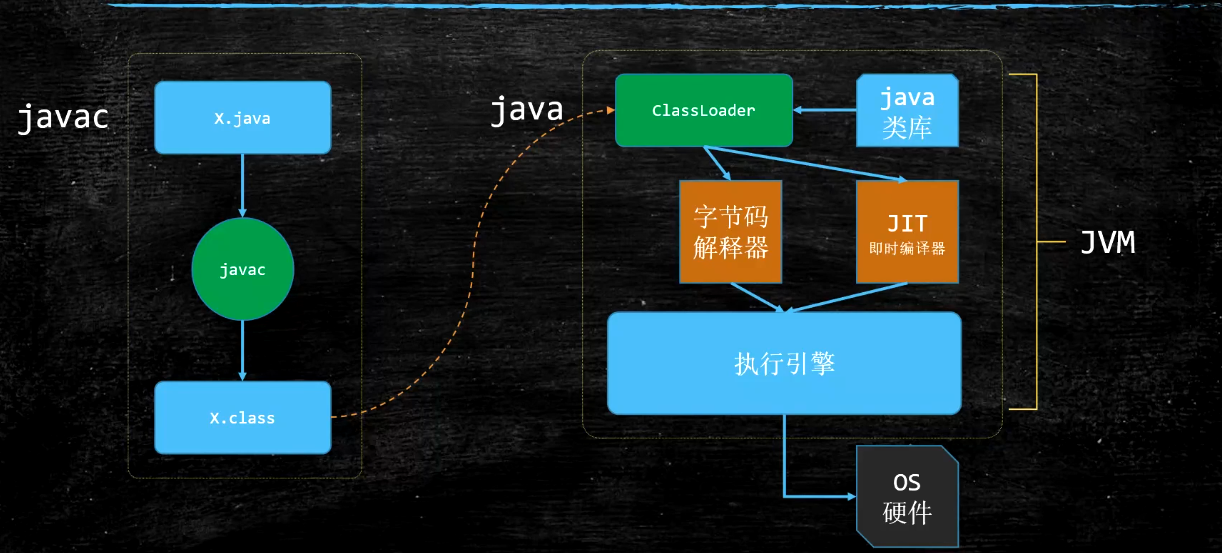 javac
X.java
javac
X.class
java
ClassLoader
java
类库
字节码
解释器
JIT
即时编译器
执行引擎
JVM
OS
硬件